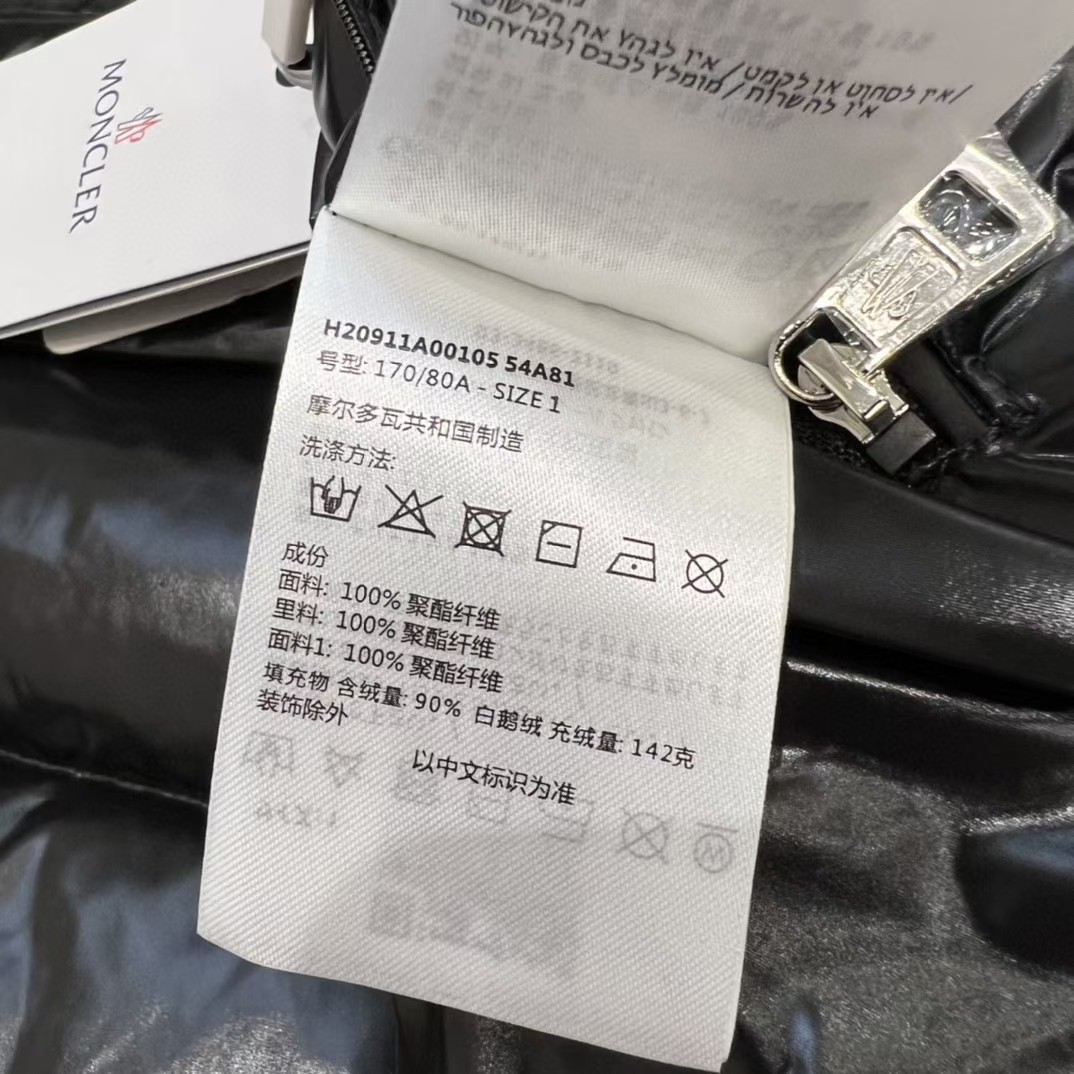 MONCLER
/אין לסחוט או לקמט/ אין לגהץ את הקישוט
אין להשרות/ מומלץ לכבס ולגהץ הפוך
H20911A00105 54A81
号型: 170/80A - SIZE 1
摩尔多瓦共和国制造
洗涤方法:
成份
面料: 100% 聚酯纤维
里料: 100% 聚酯纤维
面料1: 100% 聚酯纤维
填充物 含绒量: 90% 白鹅绒 充绒量: 142克
装饰除外
以中文标识为准